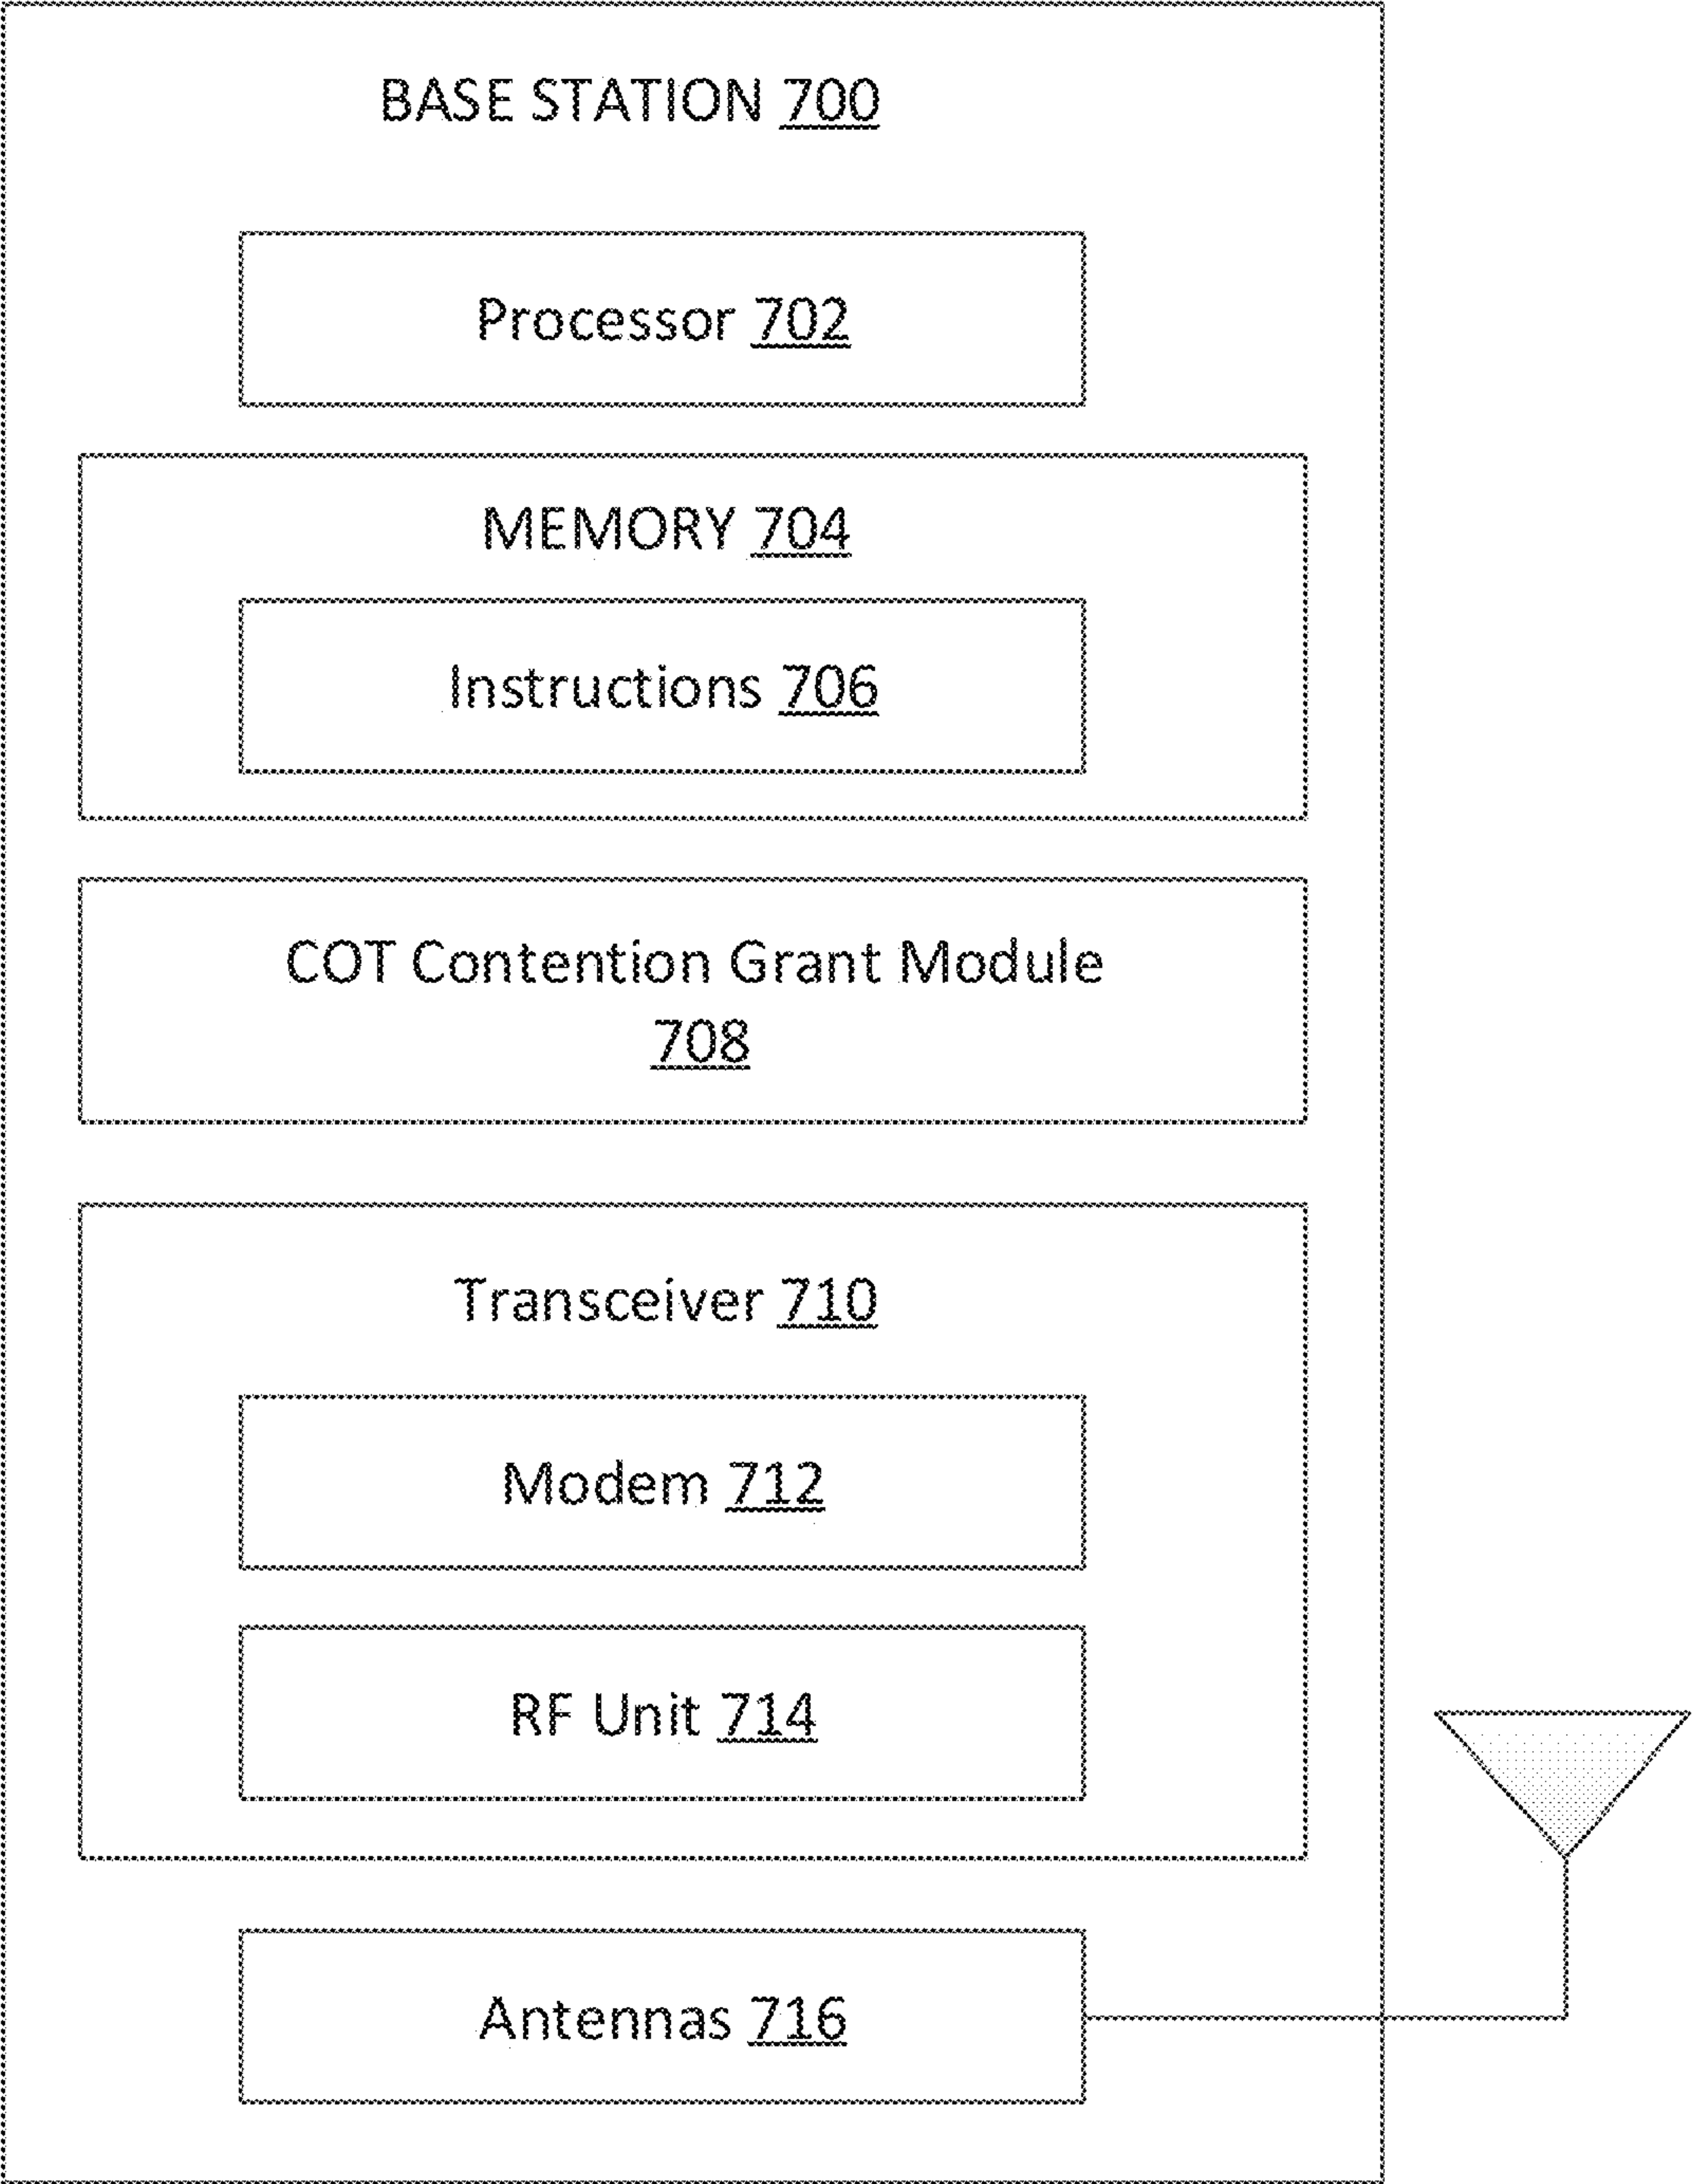 BASE STATION 700
Processor 702
MEMORY 704
Instructions 706
COT Contention Grant Module
708
Transceiver 710
Modem 712
RF Unit 714
Antennas 716